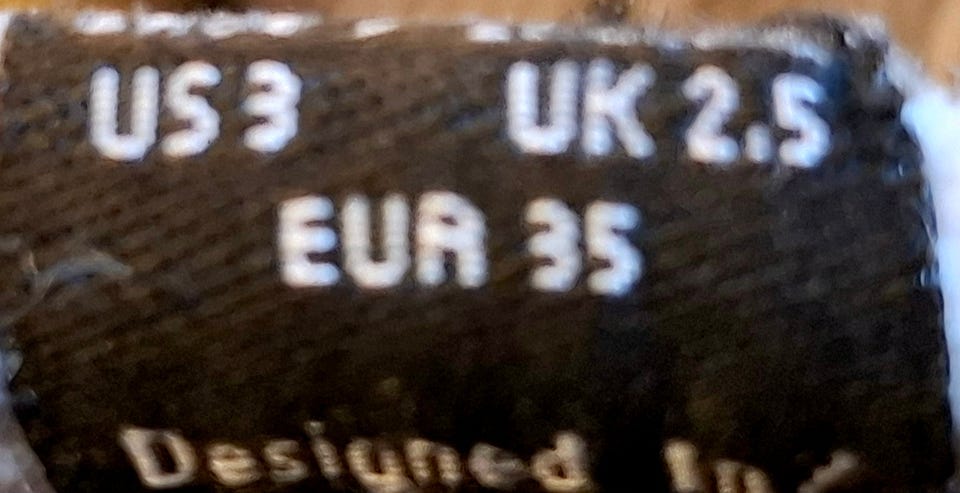 US 3 UK 2.5
EUR 35
Designed In